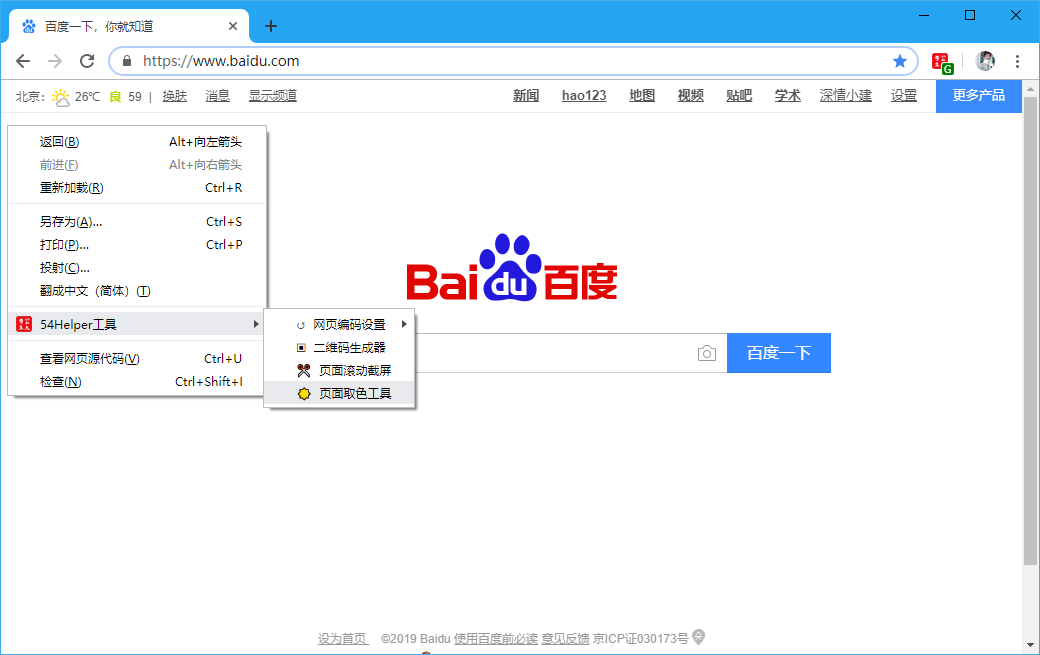 百度一下，你就知道
https://www.baidu.com
G
北京： 26℃ 良 59 | 换肤 消息 显示频道 新闻 hao123 地图 视频 贴吧 学术 深情小建 设置 更多产品
返回(B) Alt+向左箭头
前进(F) Alt+向右箭头
重新加载(R) Ctrl+R
另存为(A)... Ctrl+S
打印(P)... Ctrl+P
投射(C)...
翻成中文（简体）(T)
54Helper工具
查看网页源代码(V) Ctrl+U
检查(N) Ctrl+Shift+I
网页编码设置
二维码生成器
页面滚动截屏
页面取色工具
Baidu百度
百度一下
设为首页 ©2019 Baidu 使用百度前必读 意见反馈 京ICP证030173号